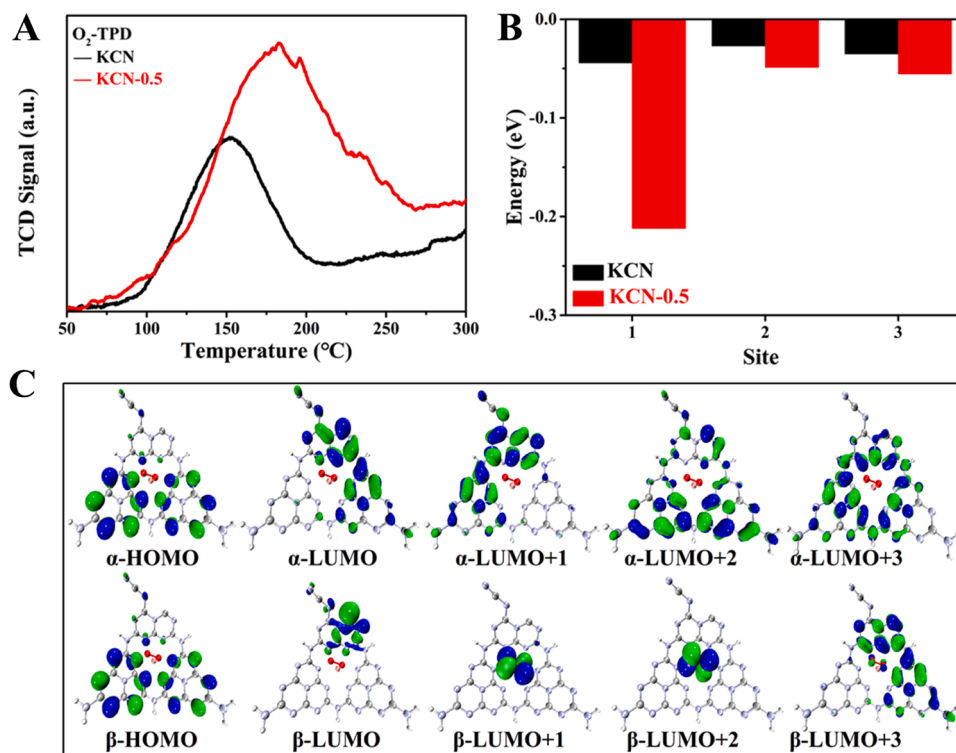 A
O₂-TPD
KCN
KCN-0.5
TCD Signal (a.u.)
50 100 150 200 250 300
Temperature (℃)
B
0.0
-0.1
-0.2
-0.3
Energy (eV)
KCN
KCN-0.5
1 2 3
Site
C
α-HOMO α-LUMO α-LUMO+1 α-LUMO+2 α-LUMO+3
β-HOMO β-LUMO β-LUMO+1 β-LUMO+2 β-LUMO+3